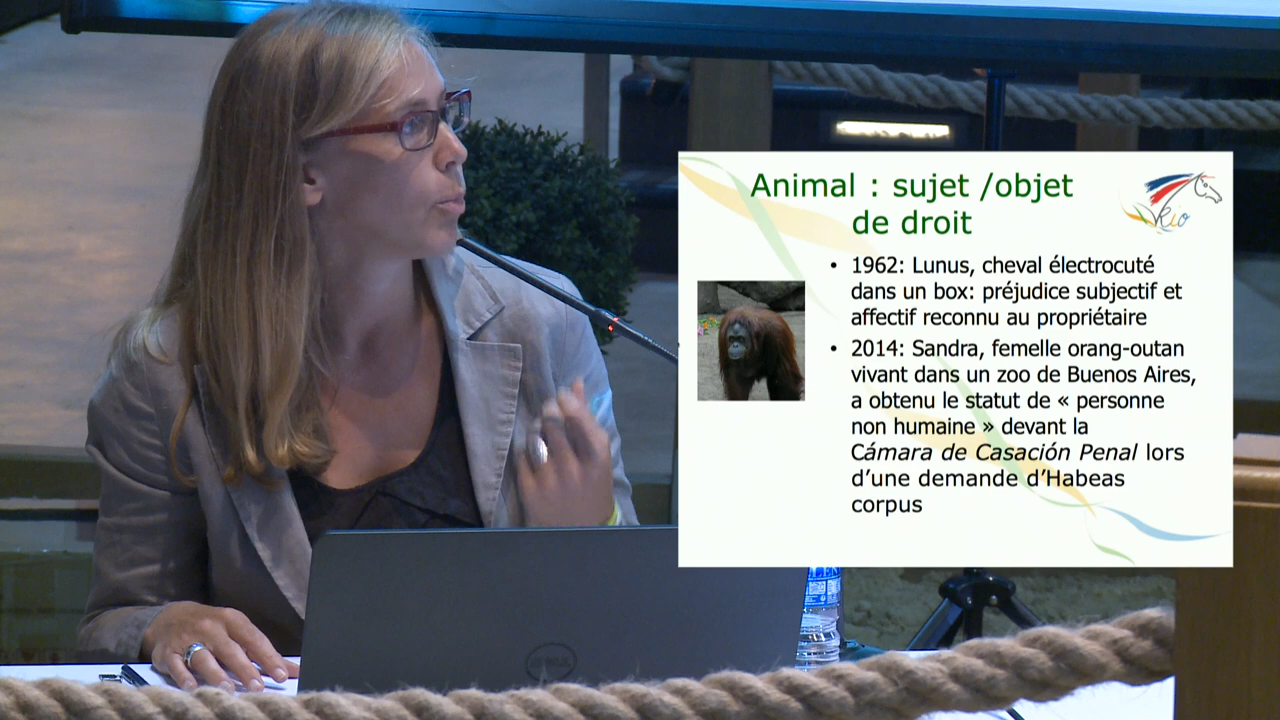 Animal : sujet /objet
de droit
Rio
• 1962: Lunus, cheval électrocuté
dans un box: préjudice subjectif et
affectif reconnu au propriétaire
• 2014: Sandra, femelle orang-outan
vivant dans un zoo de Buenos Aires,
a obtenu le statut de « personne
non humaine » devant la
Cámara de Casación Penal lors
d’une demande d’Habeas
corpus
DELL